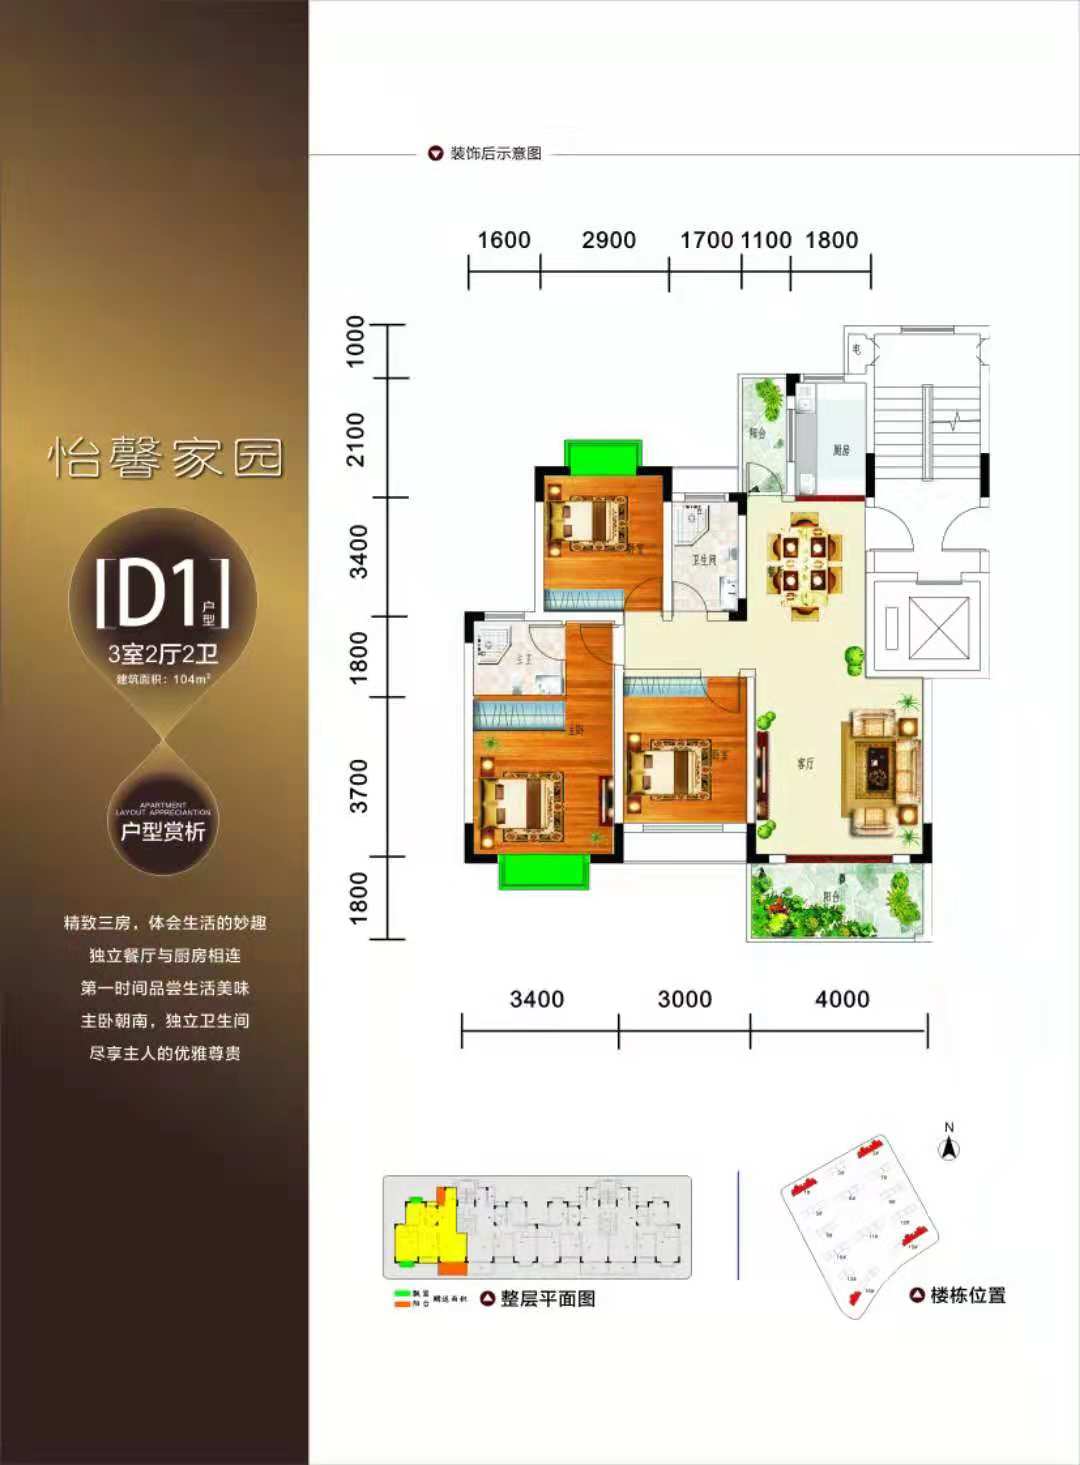 装饰后示意图
1600 2900 1700 1100 1800
1000
2100
3400
1800
3700
1800
电
阳台
厨房
卧室
卫生间
主卧
卧室
客厅
阳台
3400 3000 4000
怡馨家园
[D1]户型
3室2厅2卫
建筑面积：104m²
APARTMENT
LAYOUT APPRECIANTION
户型赏析
精致三房，体会生活的妙趣
独立餐厅与厨房相连
第一时间品尝生活美味
主卧朝南，独立卫生间
尽享主人的优雅尊贵
飘窗
阳台
赠送面积
整层平面图
N
楼栋位置